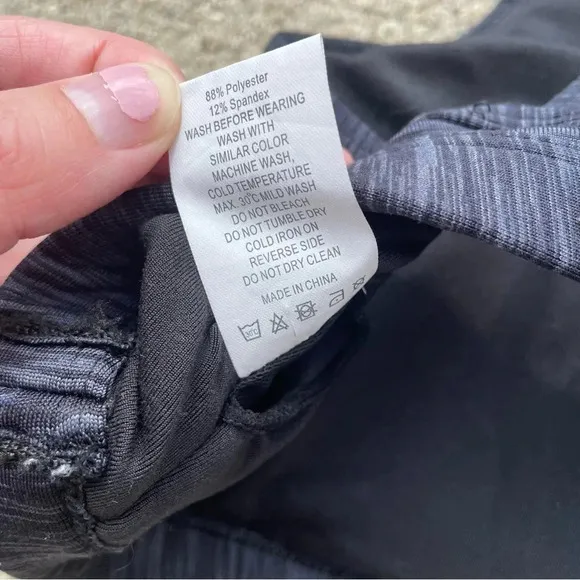 88% Polyester
12% Spandex
WASH BEFORE WEARING
WASH WITH
SIMILAR COLOR
MACHINE WASH,
COLD TEMPERATURE
MAX. 30°C MILD WASH
DO NOT BLEACH
DO NOT TUMBLE DRY
COLD IRON ON
REVERSE SIDE
DO NOT DRY CLEAN
MADE IN CHINA